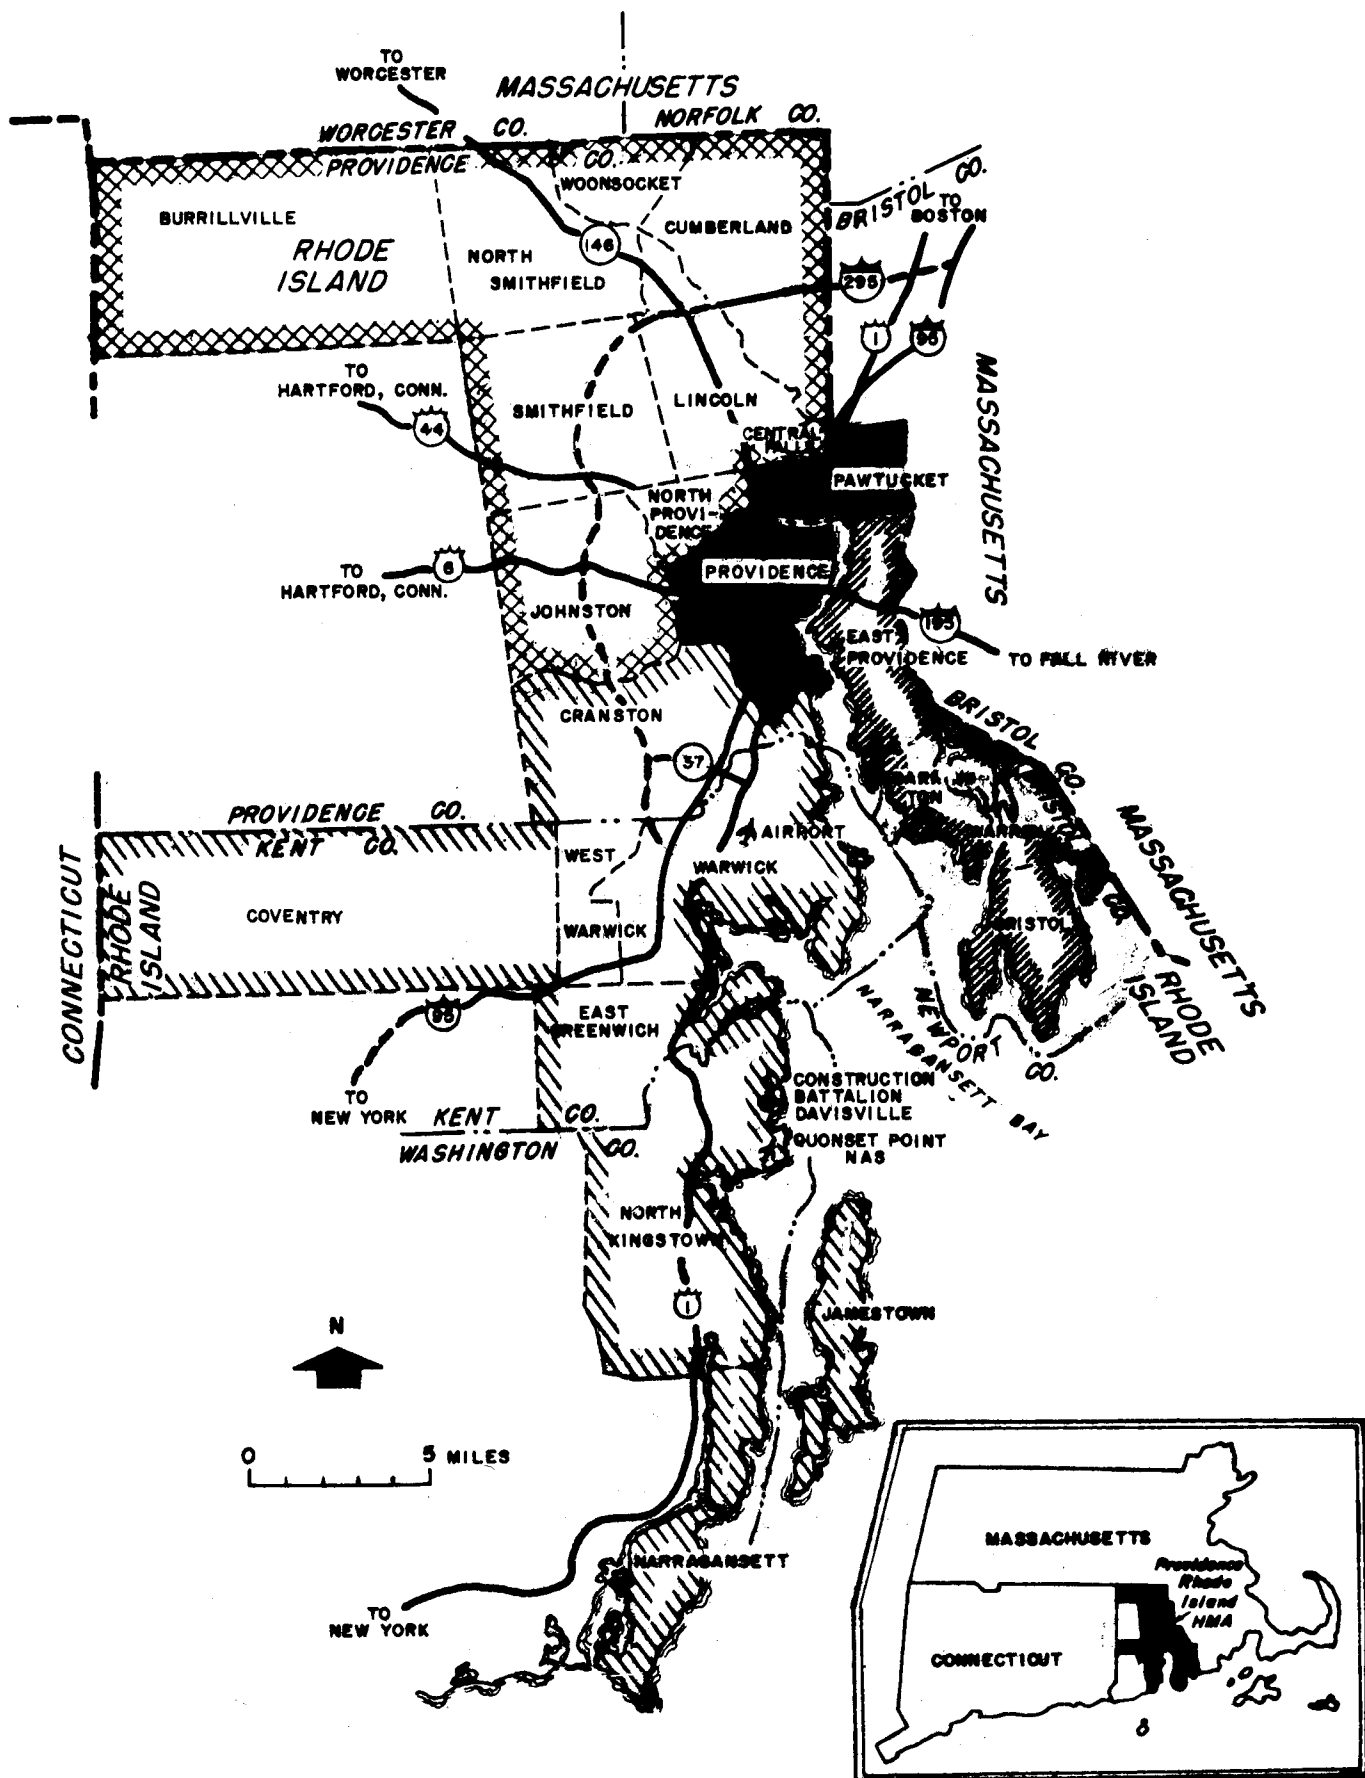 TO
WORCESTER
MASSACHUSETTS
NORFOLK CO.
WORCESTER CO.
PROVIDENCE CO.
WOONSOCKET
BURRILLVILLE
CUMBERLAND
BRISTOL CO.
TO
BOSTON
RHODE
ISLAND
NORTH
SMITHFIELD
146
295
1
95
TO
HARTFORD, CONN.
44
SMITHFIELD
LINCOLN
CENTRAL
FALLS
MASSACHUSETTS
PAWTUCKET
NORTH
PROVI-
DENCE
TO
HARTFORD, CONN.
6
PROVIDENCE
JOHNSTON
195
EAST
PROVIDENCE
TO FALL RIVER
CRANSTON
BRISTOL CO.
37
PROVIDENCE CO.
KENT CO.
WEST
WARWICK
AIRPORT
WARWICK
WARREN
BRISTOL CO.
MASSACHUSETTS
CONNECTICUT
RHODE
ISLAND
COVENTRY
BRISTOL
RHODE
ISLAND
95
EAST
GREENWICH
NEWPORT CO.
NARRAGANSETT BAY
TO
NEW YORK
CONSTRUCTION
BATTALION
DAVISVILLE
KENT CO.
WASHINGTON CO.
QUONSET POINT
NAS
NORTH
KINGSTOWN
1
JAMESTOWN
N
0 5 MILES
NARRAGANSETT
TO
NEW YORK
MASSACHUSETTS
Providence
Rhode
Island
HMA
CONNECTICUT